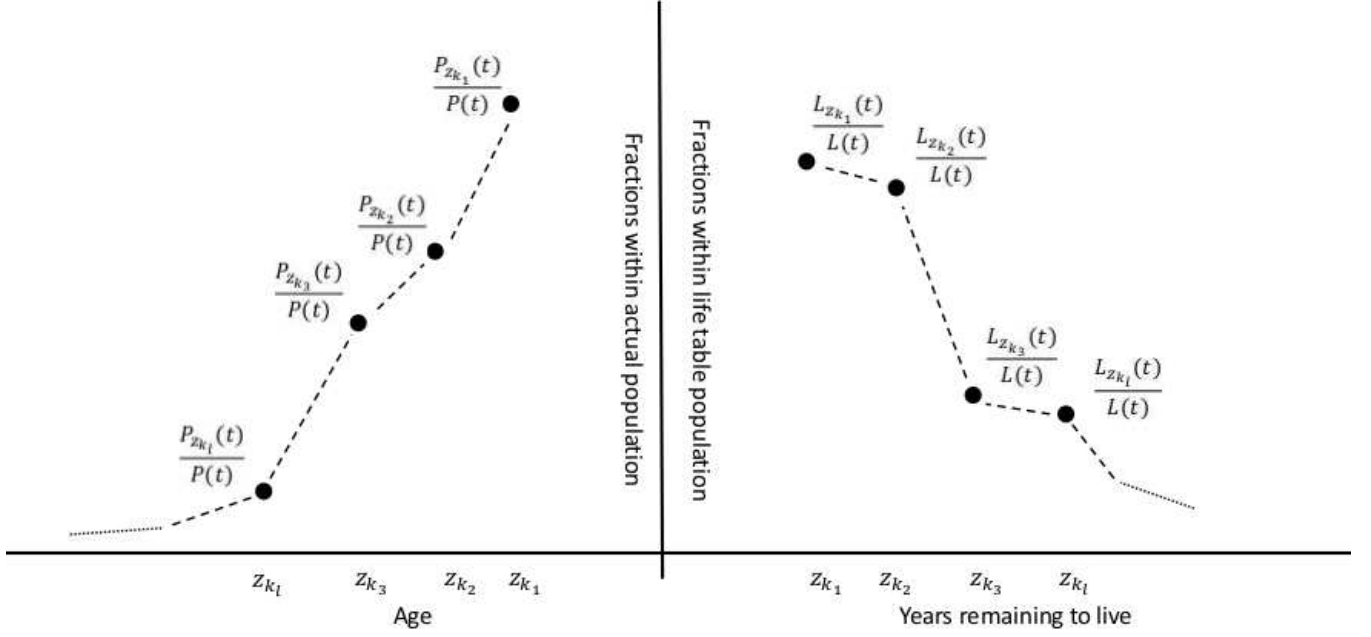 P_{z_{k_1}}(t) / P(t)
P_{z_{k_2}}(t) / P(t)
P_{z_{k_3}}(t) / P(t)
P_{z_{k_l}}(t) / P(t)
Fractions within actual population
z_{k_l} z_{k_3} z_{k_2} z_{k_1}
Age
Fractions within life table population
L_{z_{k_1}}(t) / L(t)
L_{z_{k_2}}(t) / L(t)
L_{z_{k_3}}(t) / L(t)
L_{z_{k_l}}(t) / L(t)
z_{k_1} z_{k_2} z_{k_3} z_{k_l}
Years remaining to live